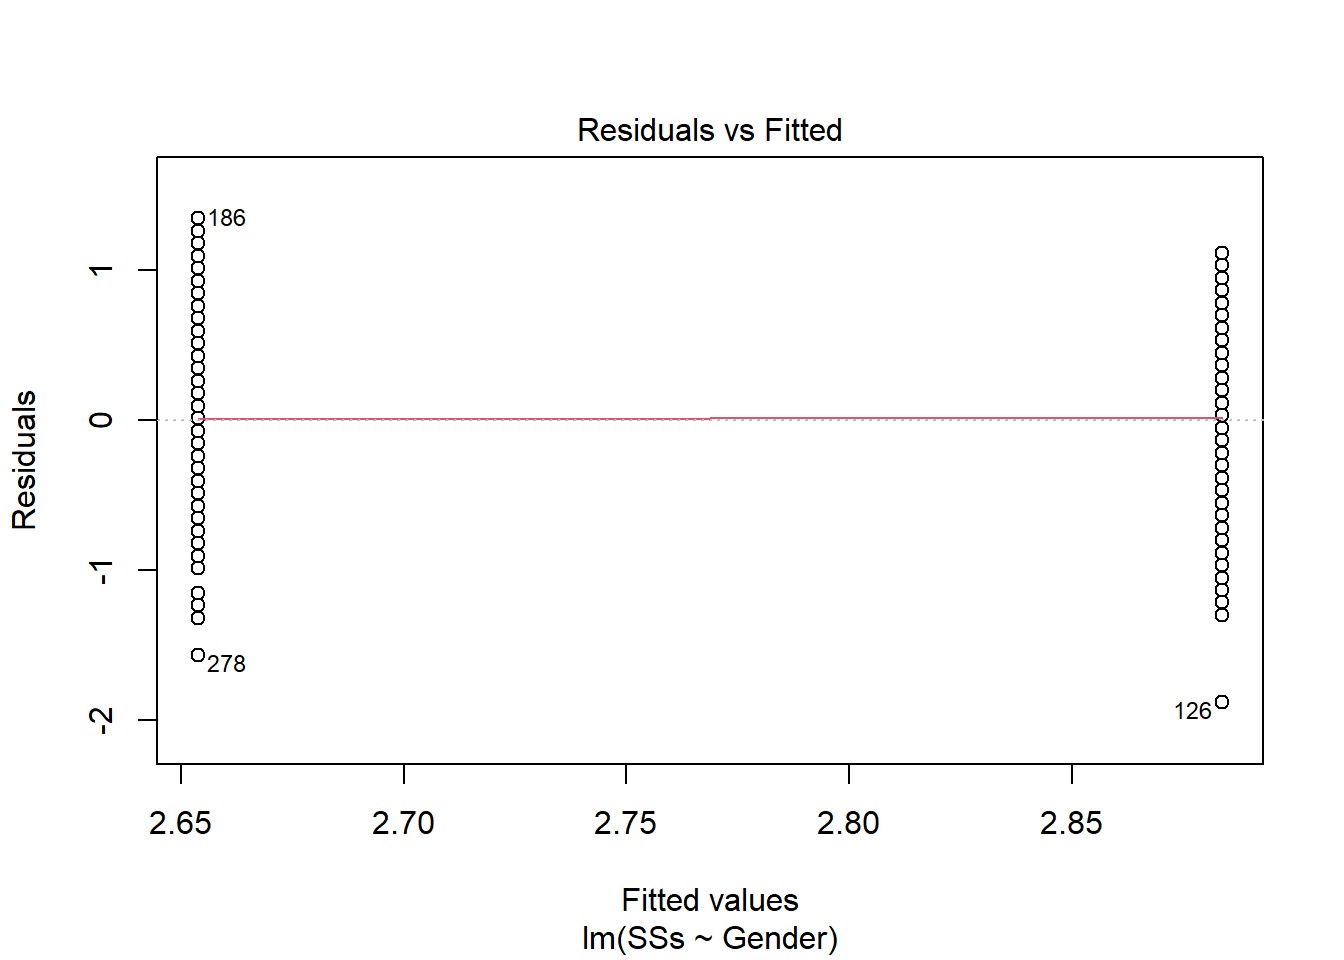 Residuals vs Fitted
Residuals
1
0
-1
-2
186
278
126
2.65 2.70 2.75 2.80 2.85
Fitted values
lm(SSs ~ Gender)